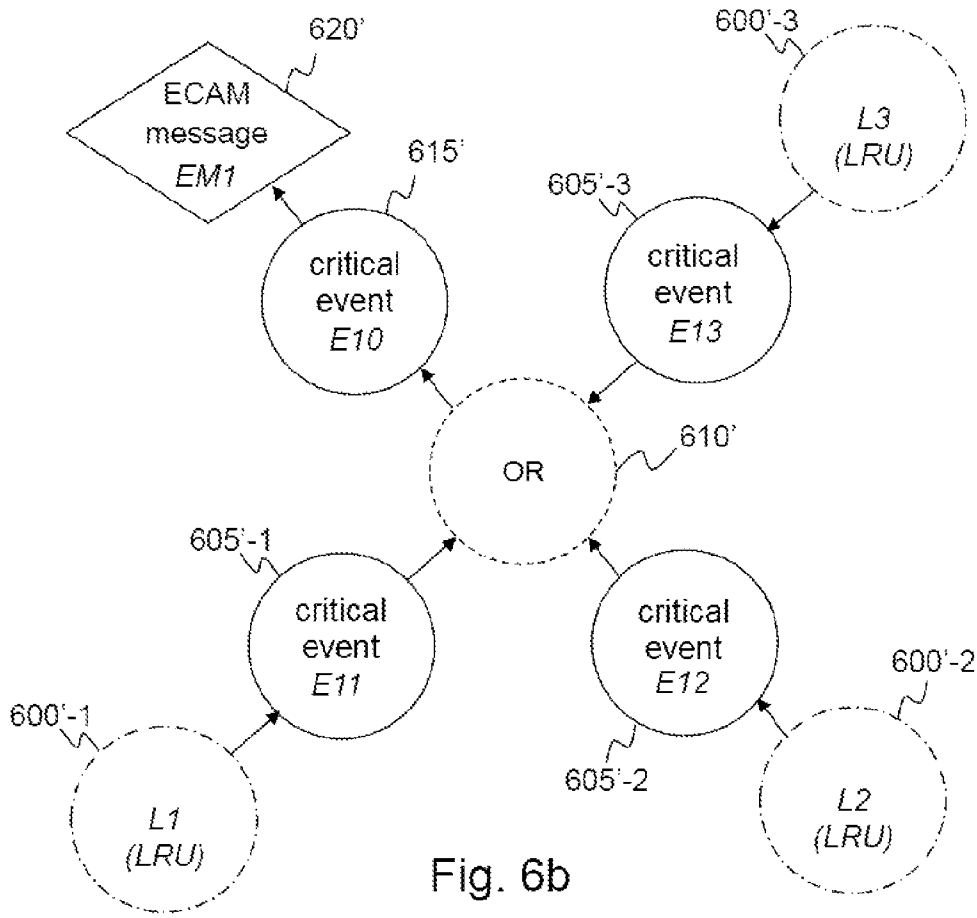 620'
ECAM
message
EM1
615'
critical
event
E10
600'-3
L3
(LRU)
605'-3
critical
event
E13
OR
610'
605'-1
critical
event
E11
600'-1
L1
(LRU)
critical
event
E12
605'-2
600'-2
L2
(LRU)
Fig. 6b